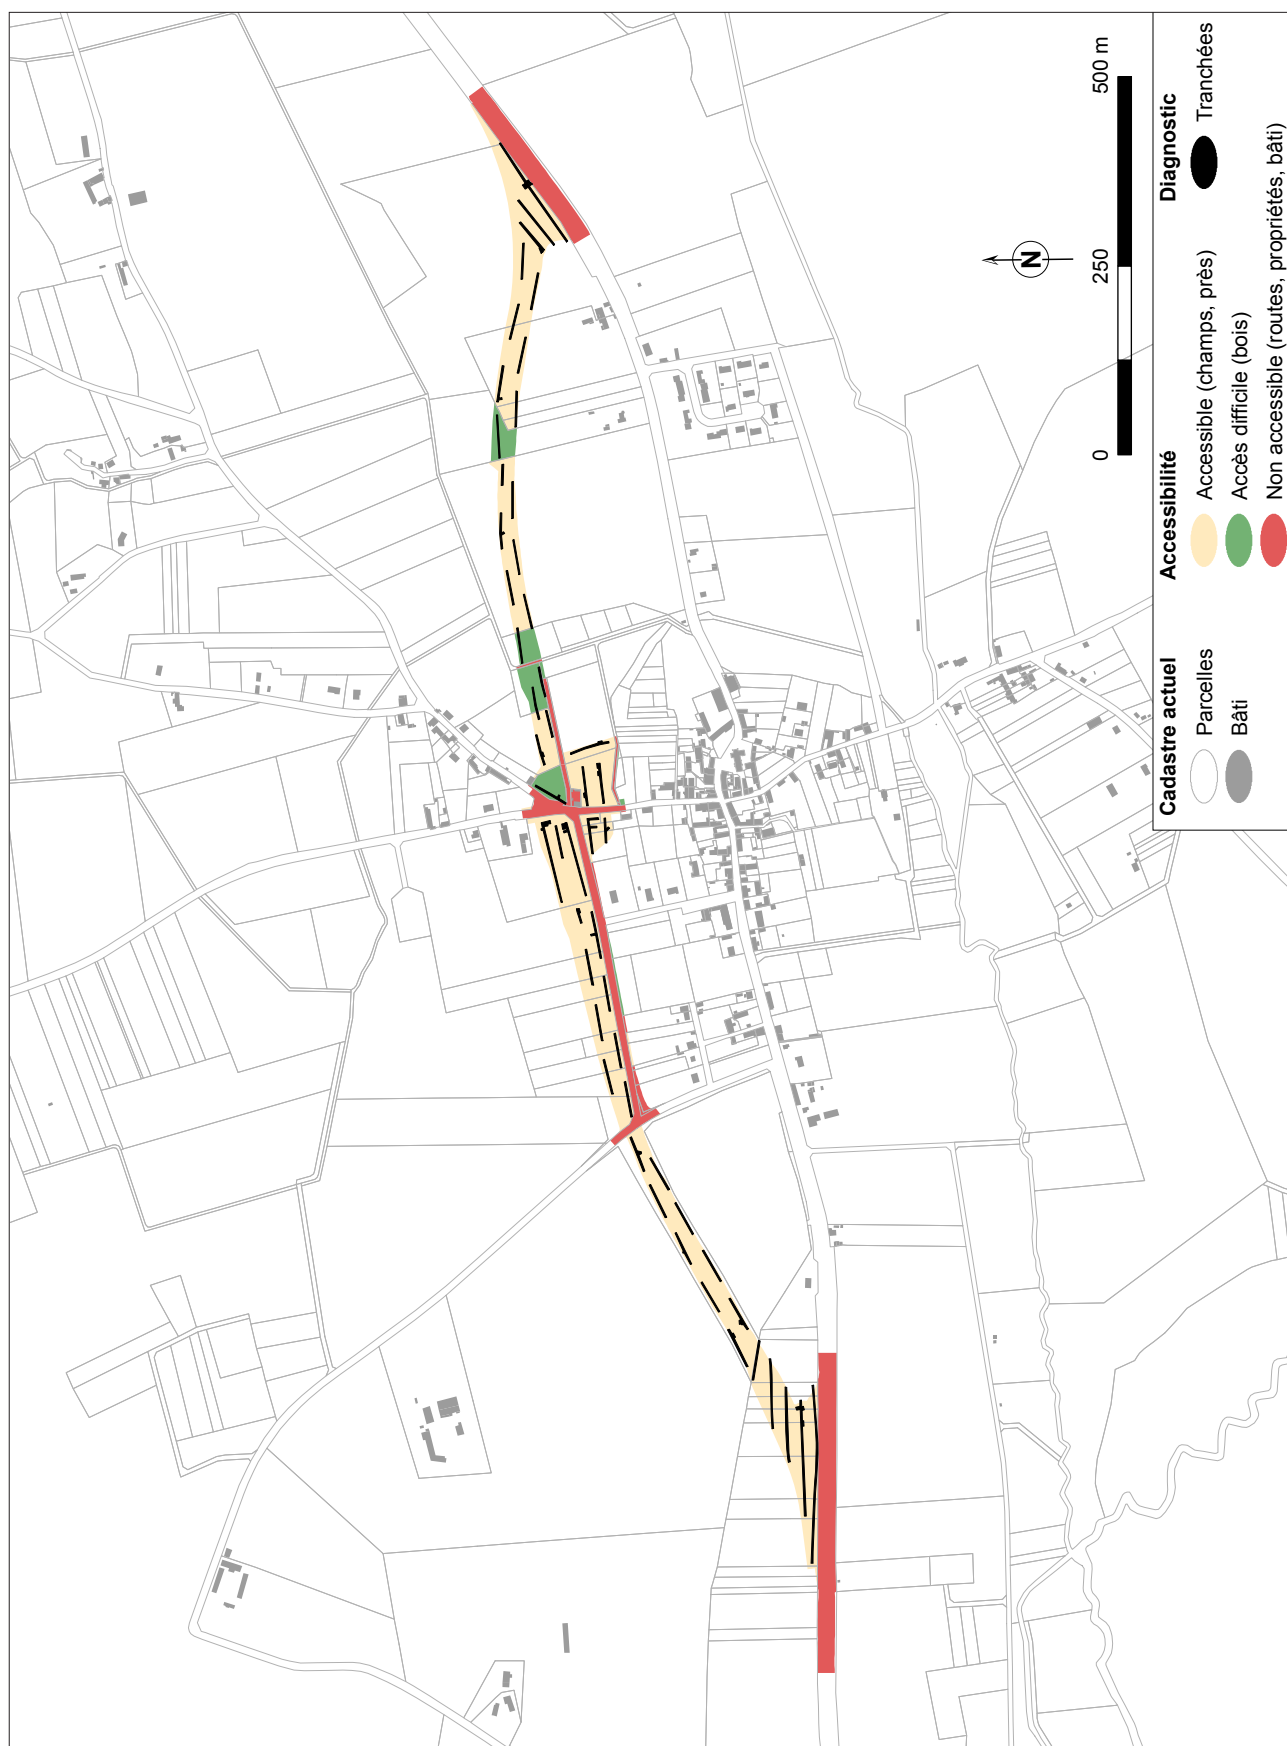 N
0 250 500 m
Cadastre actuel
Parcelles
Bâti
Accessibilité
Accessible (champs, près)
Accès difficile (bois)
Non accessible (routes, propriétés, bâti)
Diagnostic
Tranchées